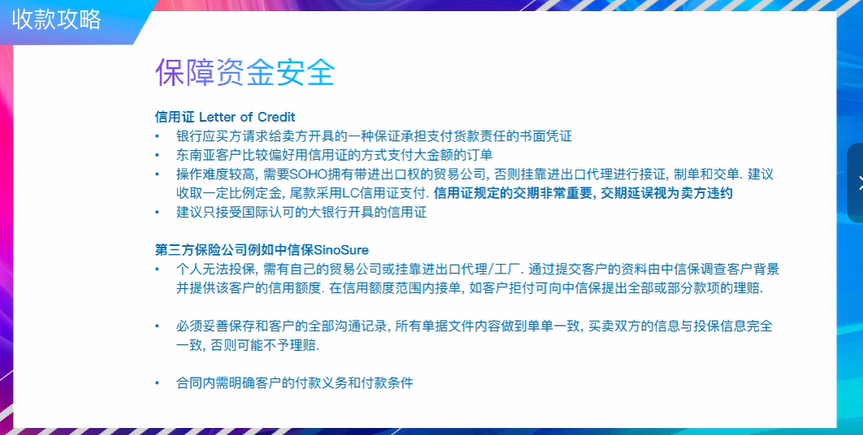 收款攻略
保障资金安全
信用证 Letter of Credit
• 银行应买方请求给卖方开具的一种保证承担支付货款责任的书面凭证
• 东南亚客户比较偏好用信用证的方式支付大金额的订单
• 操作难度较高, 需要SOHO拥有带进出口权的贸易公司, 否则挂靠进出口代理进行接证, 制单和交单. 建议
收取一定比例定金, 尾款采用LC信用证支付. 信用证规定的交期非常重要, 交期延误视为卖方违约
• 建议只接受国际认可的大银行开具的信用证
第三方保险公司例如中信保SinoSure
• 个人无法投保, 需有自己的贸易公司或挂靠进出口代理/工厂. 通过提交客户的资料由中信保调查客户背景
并提供该客户的信用额度. 在信用额度范围内接单, 如客户拒付可向中信保提出全部或部分款项的理赔.
• 必须妥善保存和客户的全部沟通记录, 所有单据文件内容做到单单一致, 买卖双方的信息与投保信息完全
一致, 否则可能不予理赔.
• 合同内需明确客户的付款义务和付款条件